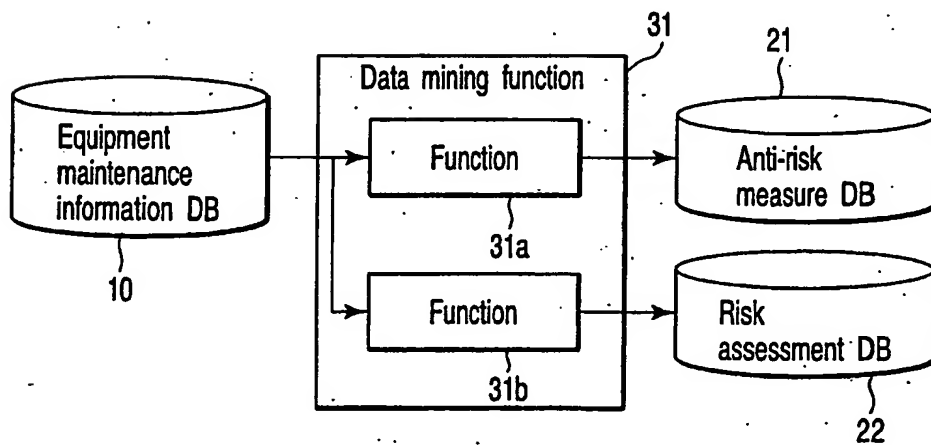 31
21
Data mining function
Equipment
maintenance
information DB
Function
Anti-risk
measure DB
31a
10
Function
Risk
assessment DB
31b
22